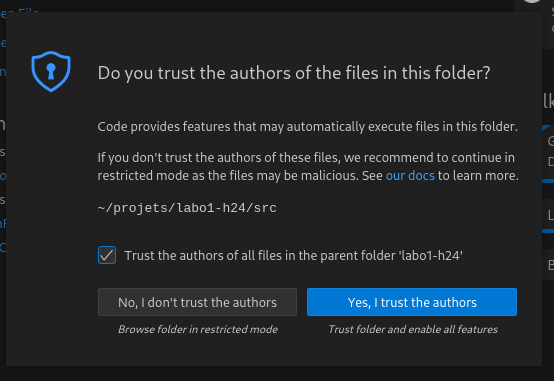 Do you trust the authors of the files in this folder?
Code provides features that may automatically execute files in this folder.
If you don't trust the authors of these files, we recommend to continue in
restricted mode as the files may be malicious. See our docs to learn more.
~/projets/labo1-h24/src
Trust the authors of all files in the parent folder 'labo1-h24'
No, I don't trust the authors
Yes, I trust the authors
Browse folder in restricted mode
Trust folder and enable all features